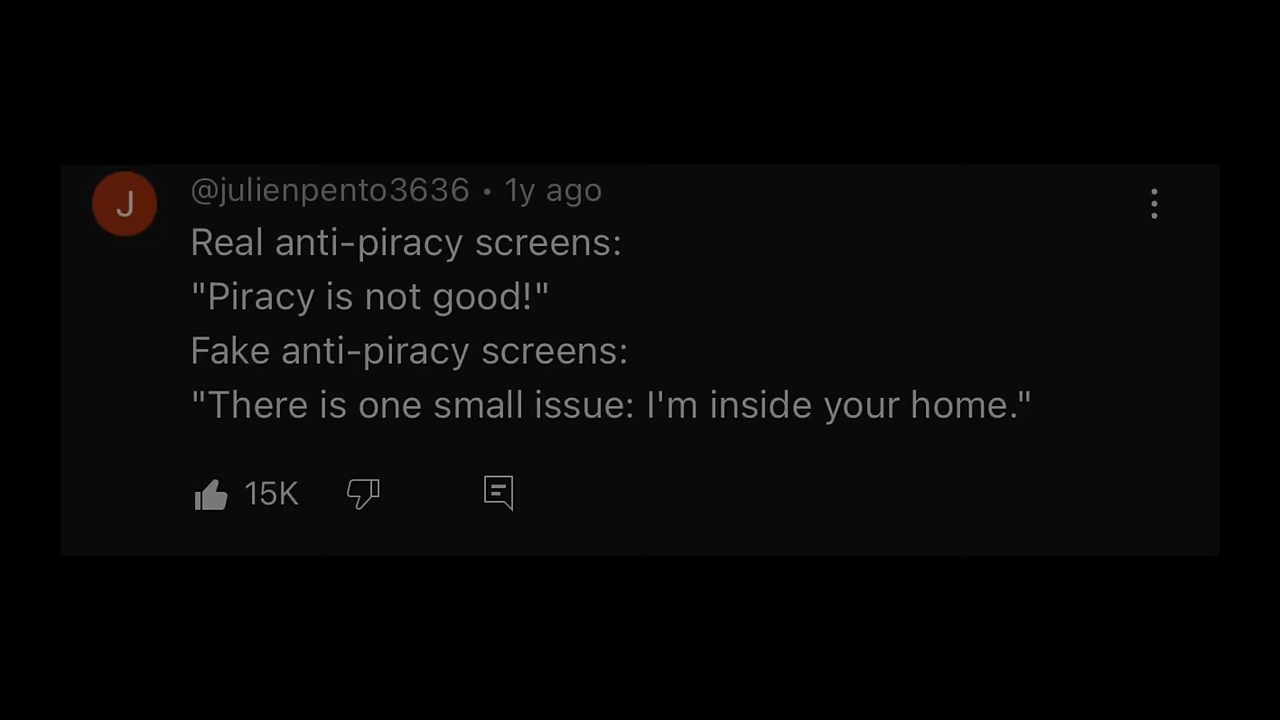 J
@julienpento3636 • 1y ago
Real anti-piracy screens:
"Piracy is not good!"
Fake anti-piracy screens:
"There is one small issue: I'm inside your home."
15K